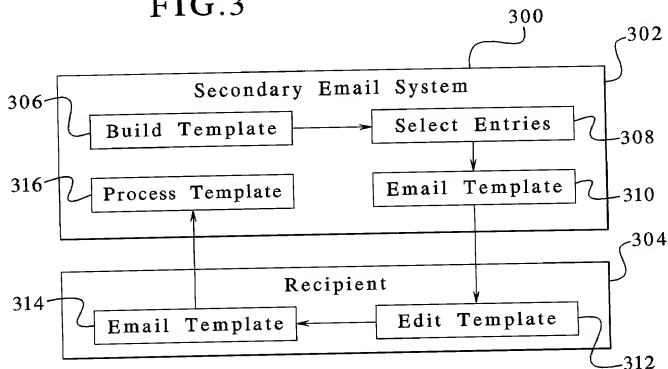 FIG.3
300
302
Secondary Email System
306
Build Template
Select Entries
308
316
Process Template
Email Template
310
304
Recipient
314
Email Template
Edit Template
312